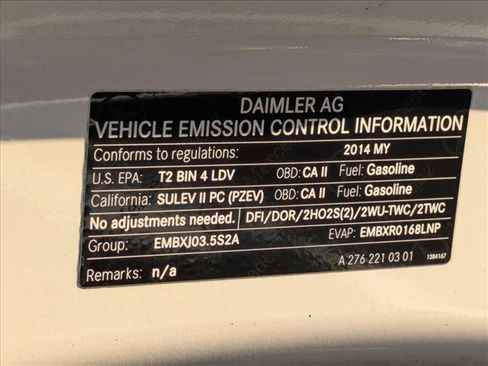 DAIMLER AG
VEHICLE EMISSION CONTROL INFORMATION
Conforms to regulations: 2014 MY
U.S. EPA: T2 BIN 4 LDV OBD: CA II Fuel: Gasoline
California: SULEV II PC (PZEV) OBD: CA II Fuel: Gasoline
No adjustments needed. DFI/DOR/2HO2S(2)/2WU-TWC/2TWC
Group: EMBXJ03.5S2A EVAP: EMBXR0168LNP
Remarks: n/a
A 276 221 03 01 1384167